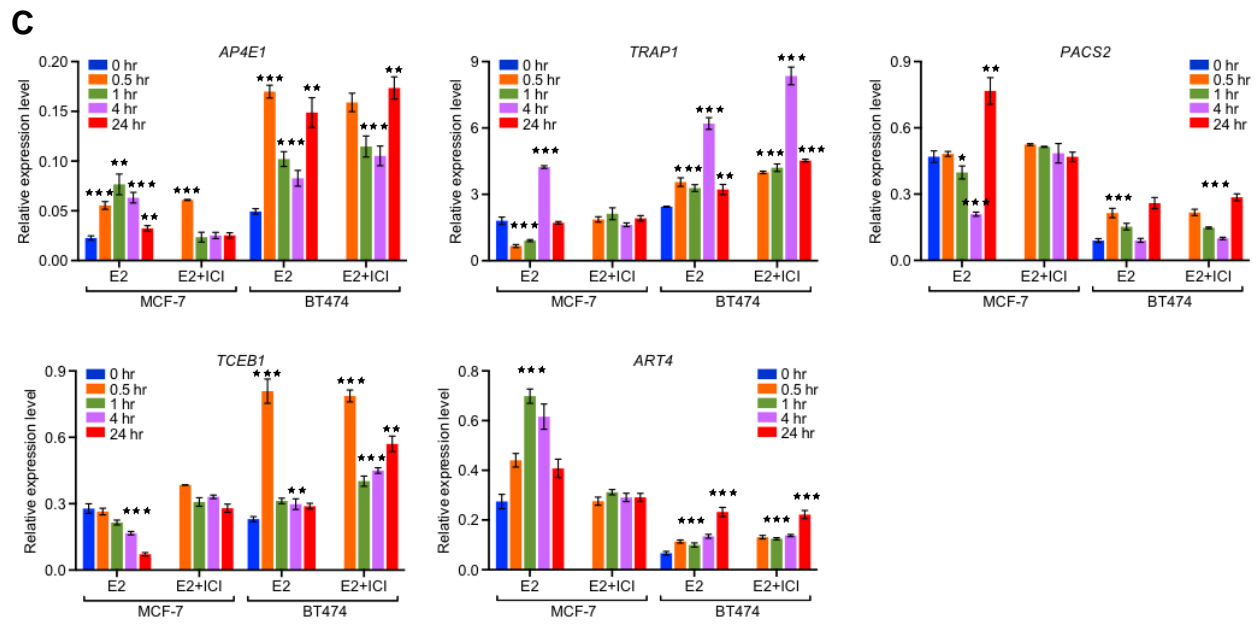 C
AP4E1
Relative expression level
0.20
0.15
0.10
0.05
0.00
0 hr
0.5 hr
1 hr
4 hr
24 hr
★★★
★★
★★★
★★
★★★
★★★
★★★
★★
★★★
★★
E2
E2+ICI
E2
E2+ICI
MCF-7
BT474
TRAP1
Relative expression level
9
6
3
0
0 hr
0.5 hr
1 hr
4 hr
24 hr
★★★
★★★
★★★
★★★
★★
★★★
★★★
★★★
E2
E2+ICI
E2
E2+ICI
MCF-7
BT474
PACS2
Relative expression level
0.9
0.6
0.3
0.0
0 hr
0.5 hr
1 hr
4 hr
24 hr
★
★★★
★★
★★★
★★★
E2
E2+ICI
E2
E2+ICI
MCF-7
BT474
TCEB1
Relative expression level
0.9
0.6
0.3
0.0
0 hr
0.5 hr
1 hr
4 hr
24 hr
★★★
★★★
★★
★★★
★★★
★★
E2
E2+ICI
E2
E2+ICI
MCF-7
BT474
ART4
Relative expression level
0.8
0.6
0.4
0.2
0.0
0 hr
0.5 hr
1 hr
4 hr
24 hr
★★★
★★★
★★★
★★★
★★★
E2
E2+ICI
E2
E2+ICI
MCF-7
BT474